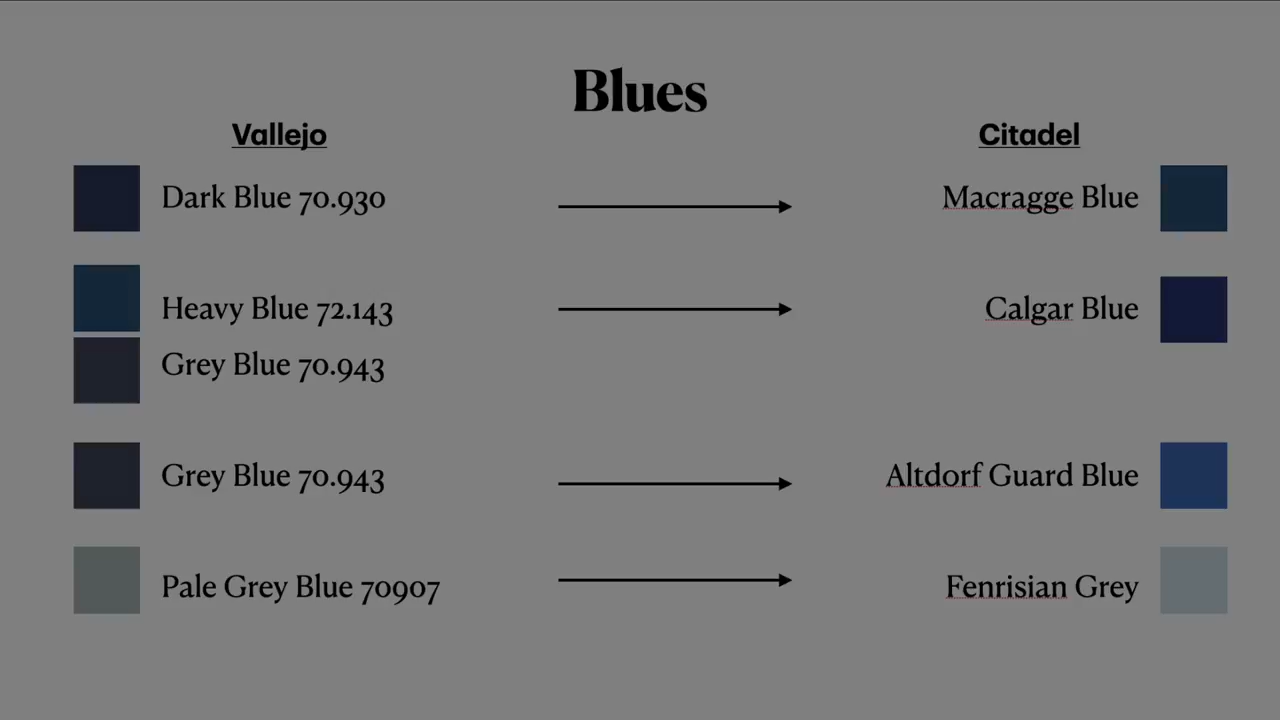 Blues
Vallejo
Citadel
Dark Blue 70.930
Macragge Blue
Heavy Blue 72.143
Calgar Blue
Grey Blue 70.943
Grey Blue 70.943
Altdorf Guard Blue
Pale Grey Blue 70907
Fenrisian Grey